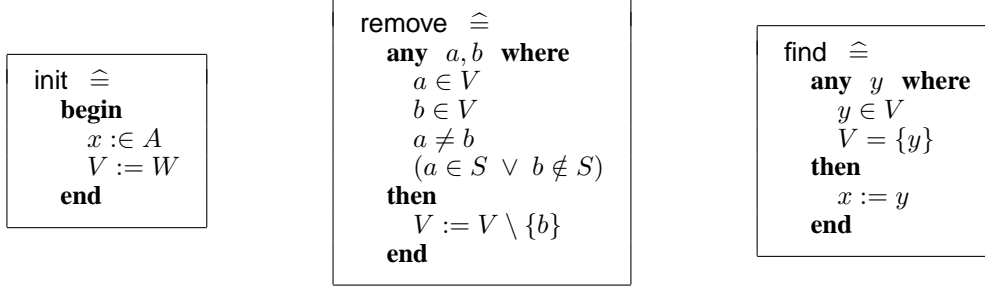 init ≙
begin
x :∈ A
V := W
end
remove ≙
any a, b where
a ∈ V
b ∈ V
a ≠ b
(a ∈ S ∨ b ∉ S)
then
V := V \ {b}
end
find ≙
any y where
y ∈ V
V = {y}
then
x := y
end